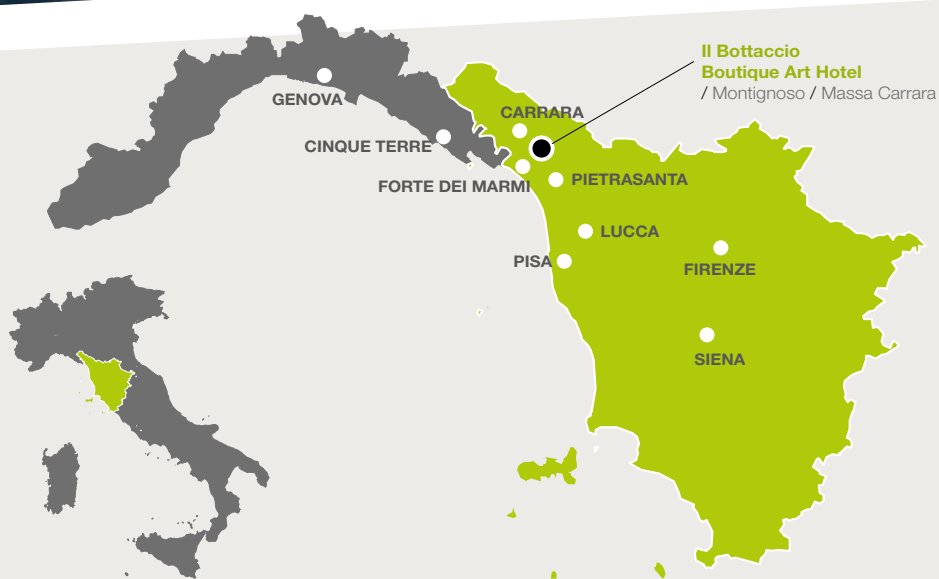 Il Bottaccio
Boutique Art Hotel
/ Montignoso / Massa Carrara
GENOVA
CARRARA
CINQUE TERRE
FORTE DEI MARMI
PIETRASANTA
LUCCA
PISA
FIRENZE
SIENA